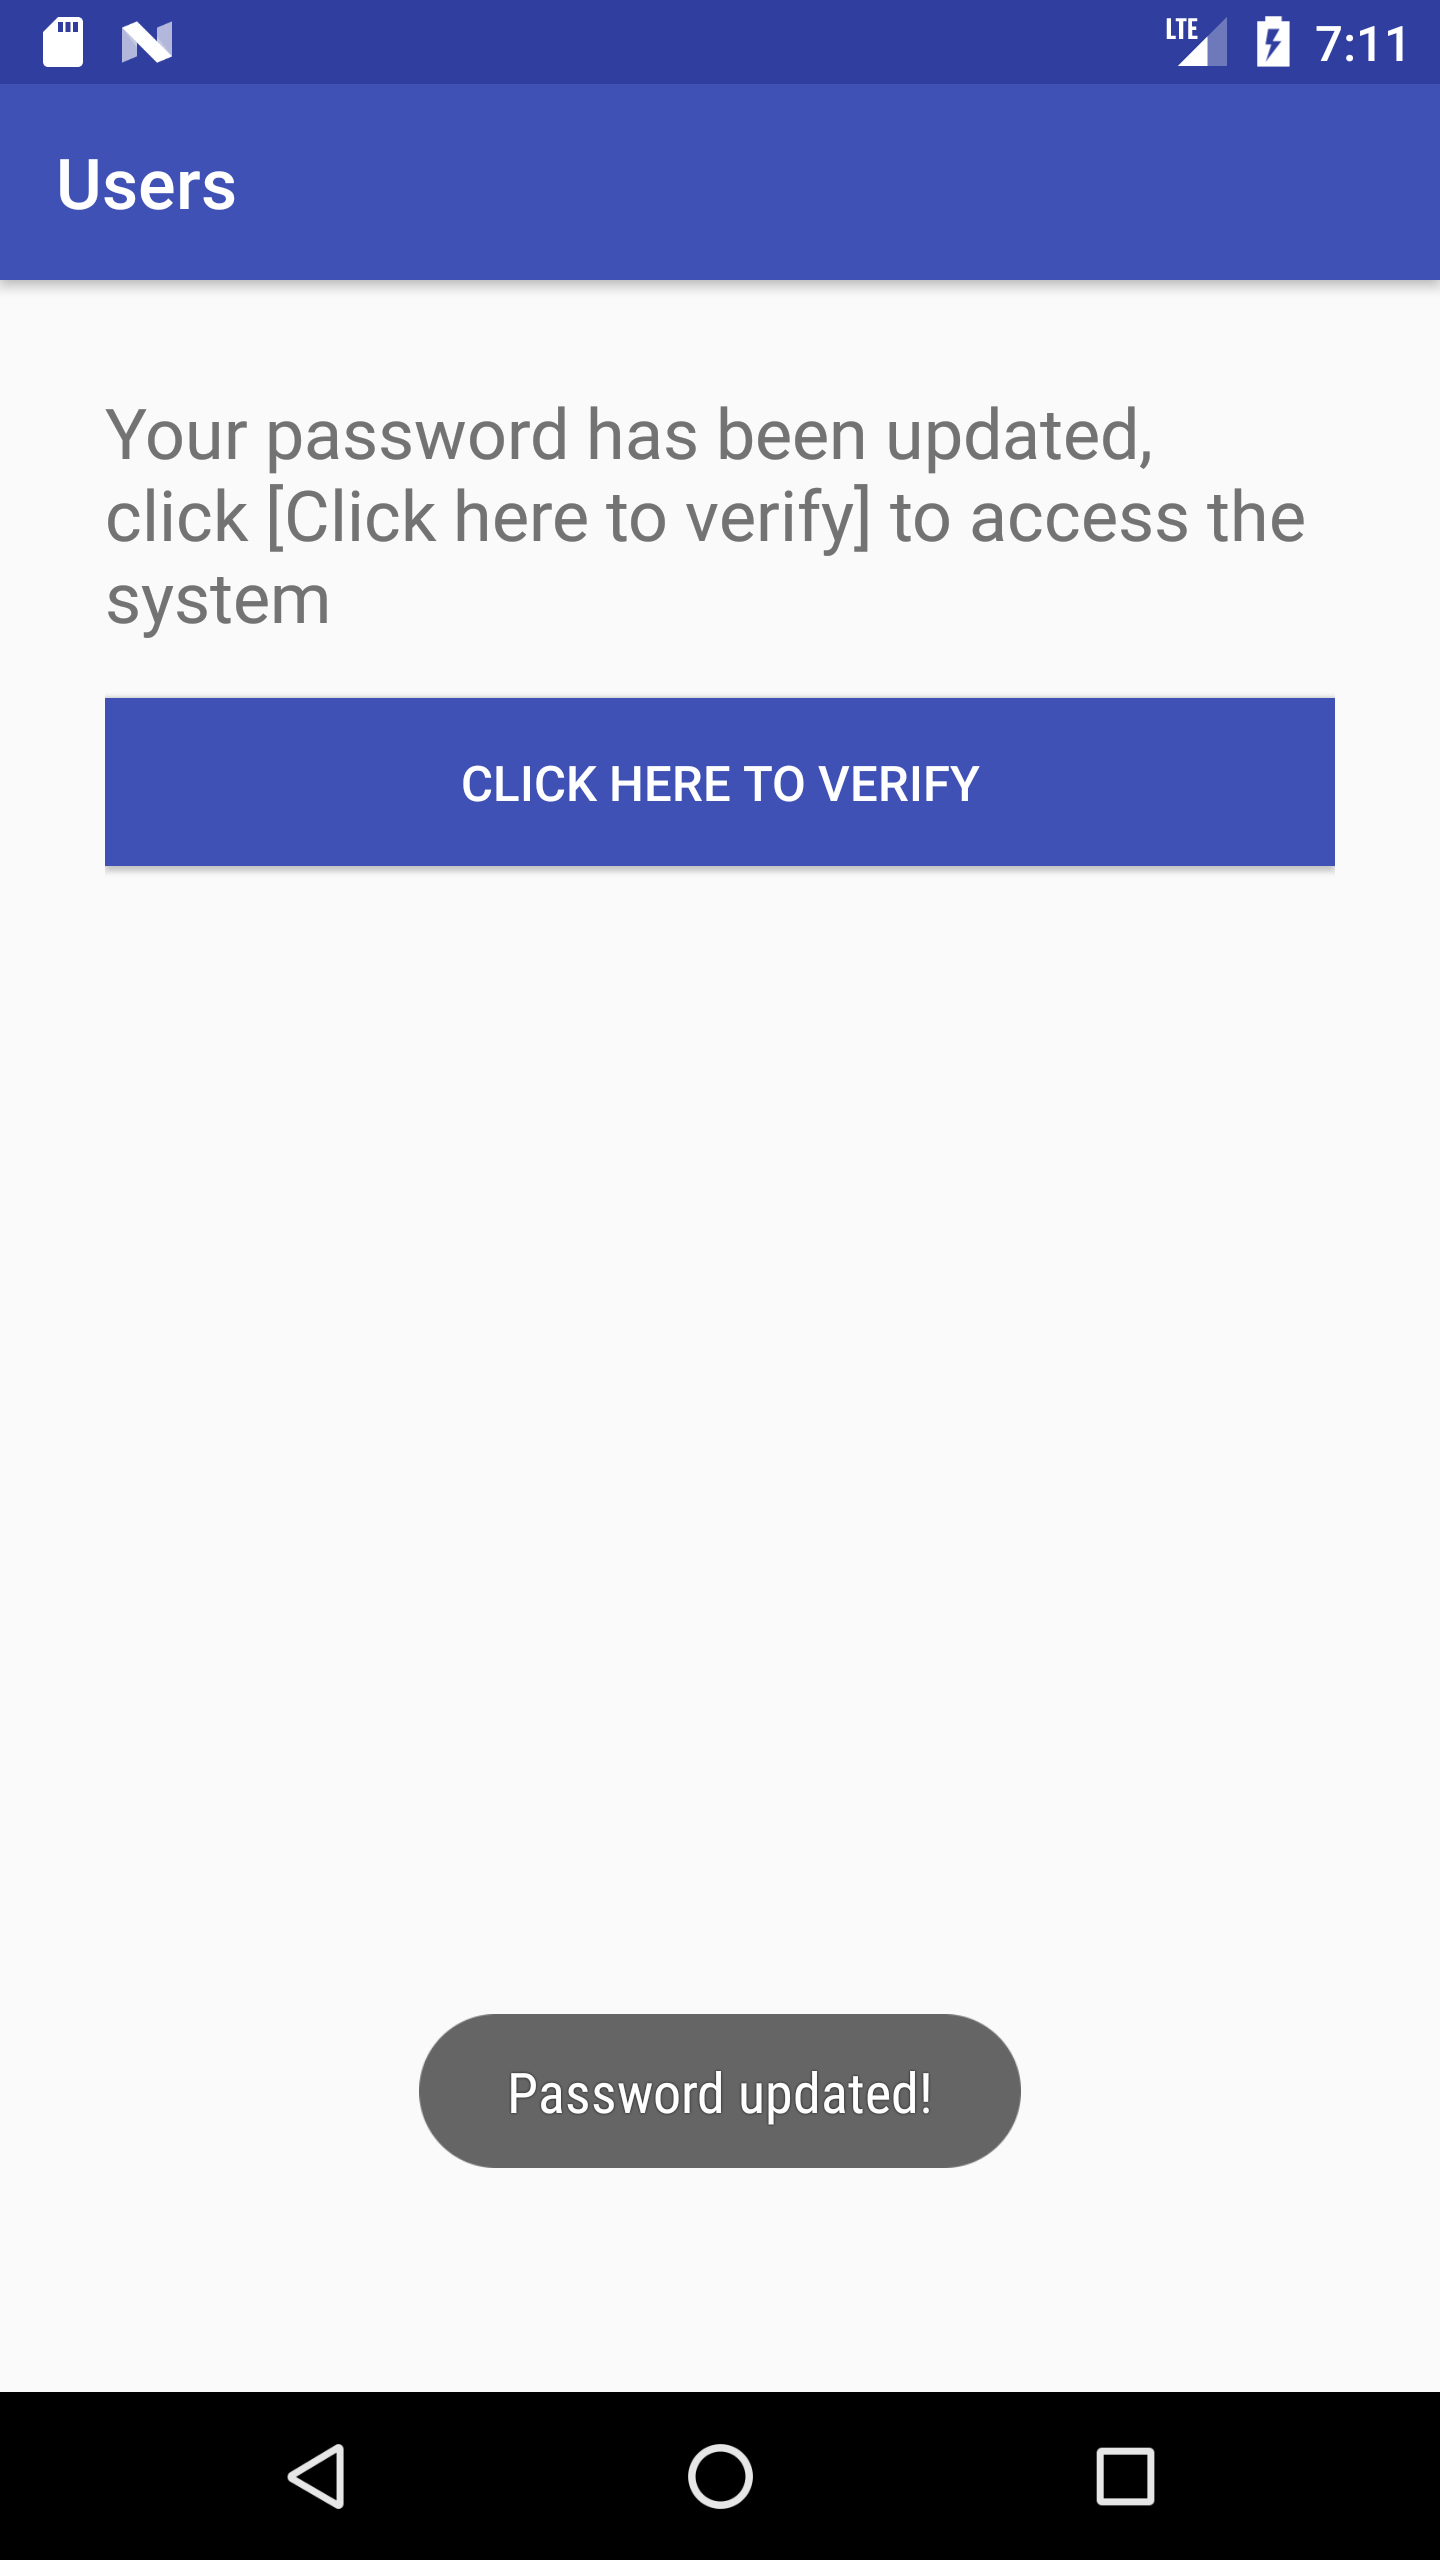 LTE 7:11
Users
Your password has been updated,
click [Click here to verify] to access the
system
CLICK HERE TO VERIFY
Password updated!